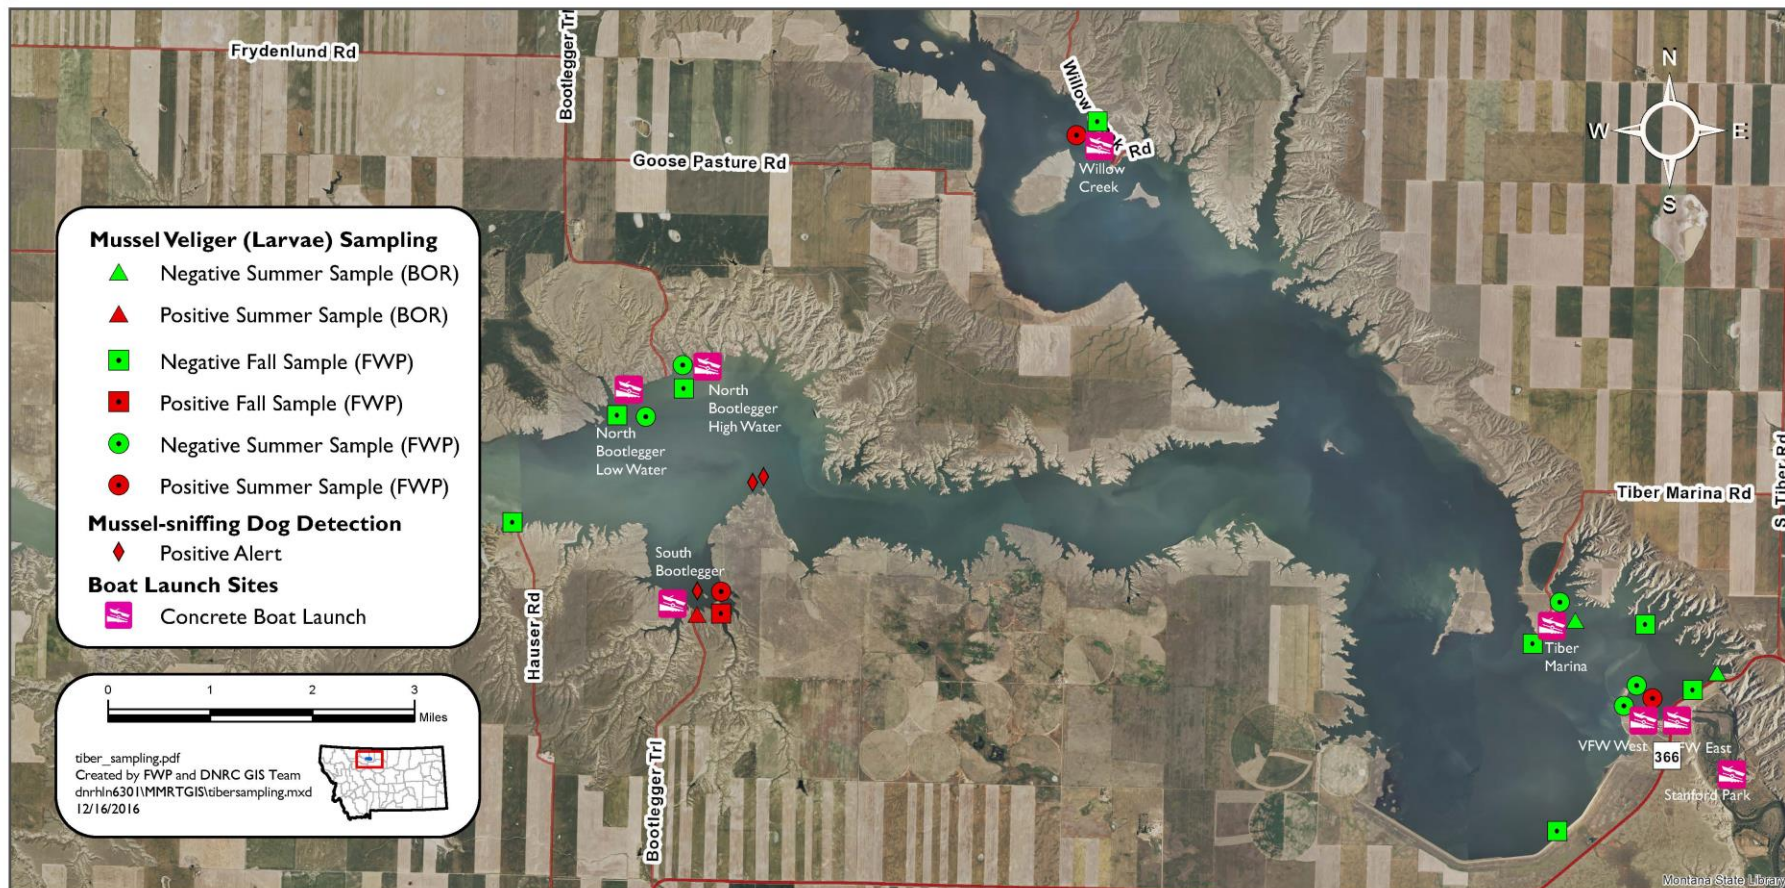 Frydenlund Rd
Bootlegger Trl
Goose Pasture Rd
Willow
Rd
Willow
Creek
N
W
E
S
Mussel Veliger (Larvae) Sampling
Negative Summer Sample (BOR)
Positive Summer Sample (BOR)
Negative Fall Sample (FWP)
Positive Fall Sample (FWP)
Negative Summer Sample (FWP)
Positive Summer Sample (FWP)
Mussel-sniffing Dog Detection
Positive Alert
Boat Launch Sites
Concrete Boat Launch
North
Bootlegger
High Water
North
Bootlegger
Low Water
South
Bootlegger
Hauser Rd
Bootlegger Trl
Tiber Marina Rd
S Tiber Rd
Tiber
Marina
VFW West
FW East
366
Stanford Park
0 1 2 3
Miles
tiber_sampling.pdf
Created by FWP and DNRC GIS Team
dnrhln6301\MMRTGIS\tibersampling.mxd
12/16/2016
Montana State Library